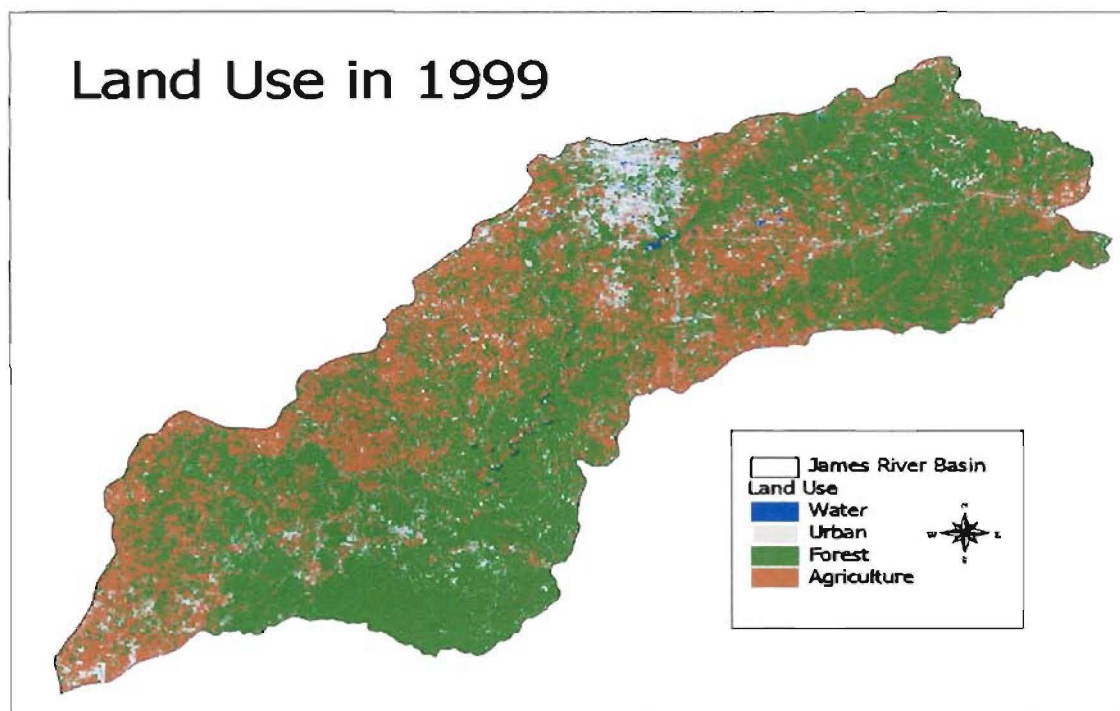 Land Use in 1999
James River Basin
Land Use
Water
Urban
Forest
Agriculture
N
W